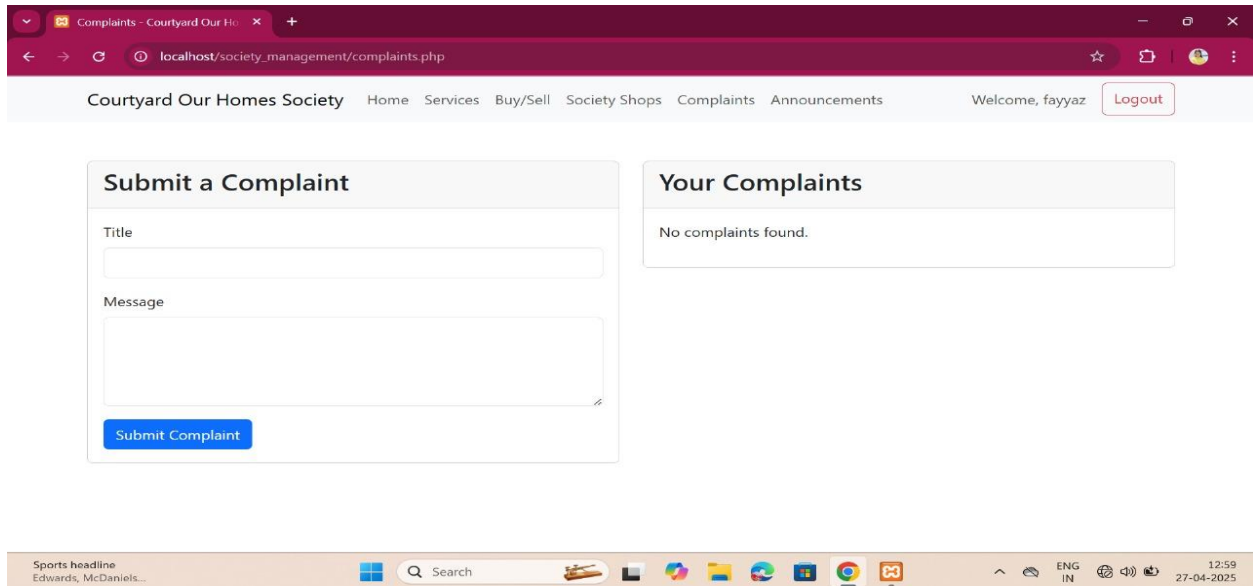 Complaints - Courtyard Our Ho
localhost/society_management/complaints.php
Courtyard Our Homes Society Home Services Buy/Sell Society Shops Complaints Announcements Welcome, fayyaz Logout
Submit a Complaint
Title
Message
Submit Complaint
Your Complaints
No complaints found.
Sports headline
Edwards, McDaniels...
Search
ENG
IN
12:59
27-04-2025